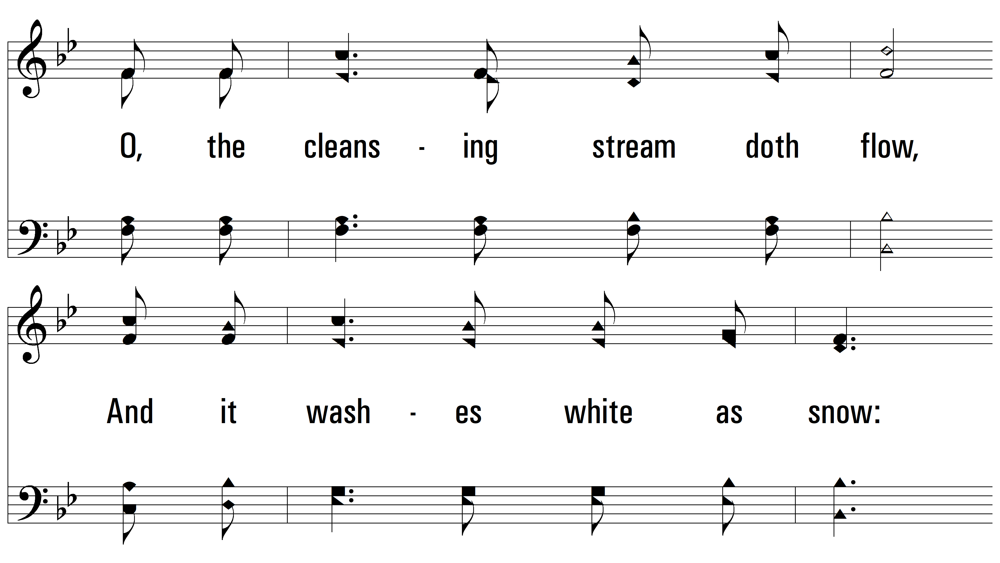 O, the cleans - ing stream doth flow,
And it wash - es white as snow: